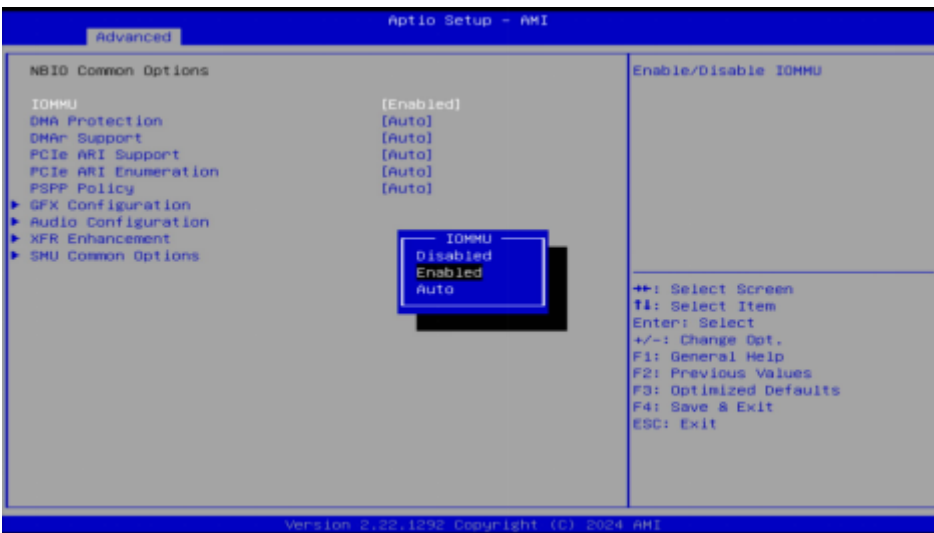 Aptio Setup - AMI
Advanced
NBIO Common Options
IOMMU [Enabled]
DMA Protection [Auto]
DMAr Support [Auto]
PCIe ARI Support [Auto]
PCIe ARI Enumeration [Auto]
PSPP Policy [Auto]
GFX Configuration
Audio Configuration
XFR Enhancement
SMU Common Options
IOMMU
Disabled
Enabled
Auto
Enable/Disable IOMMU
→←: Select Screen
↑↓: Select Item
Enter: Select
+/-: Change Opt.
F1: General Help
F2: Previous Values
F3: Optimized Defaults
F4: Save & Exit
ESC: Exit
Version 2.22.1292 Copyright (C) 2024 AMI